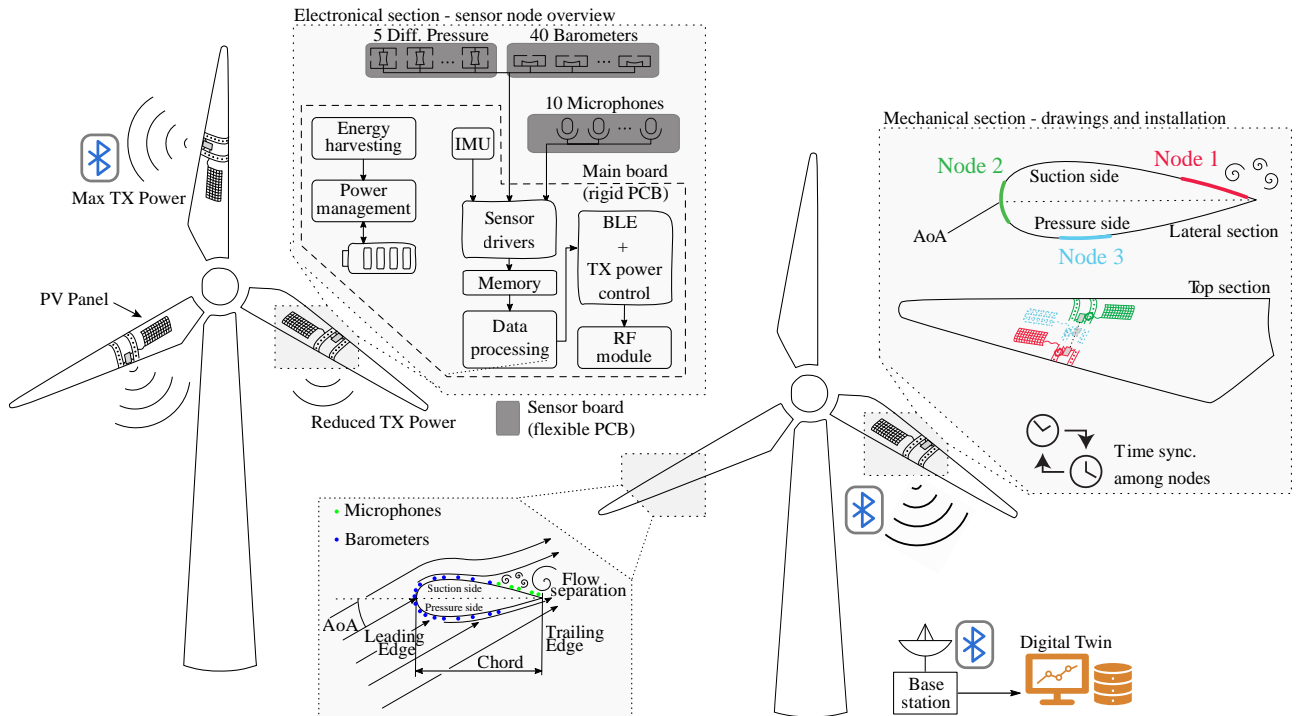 Electronical section - sensor node overview
5 Diff. Pressure
40 Barometers
...
...
10 Microphones
...
Energy
harvesting
Power
management
IMU
Main board
(rigid PCB)
Sensor
drivers
Memory
Data
processing
BLE
+
TX power
control
RF
module
Sensor board
(flexible PCB)
Max TX Power
PV Panel
Reduced TX Power
Mechanical section - drawings and installation
Node 1
Node 2
Suction side
Pressure side
AoA
Lateral section
Node 3
Top section
Time sync.
among nodes
Microphones
Barometers
Flow
separation
Suction side
Pressure side
AoA
Leading
Edge
Trailing
Edge
Chord
Base
station
Digital Twin